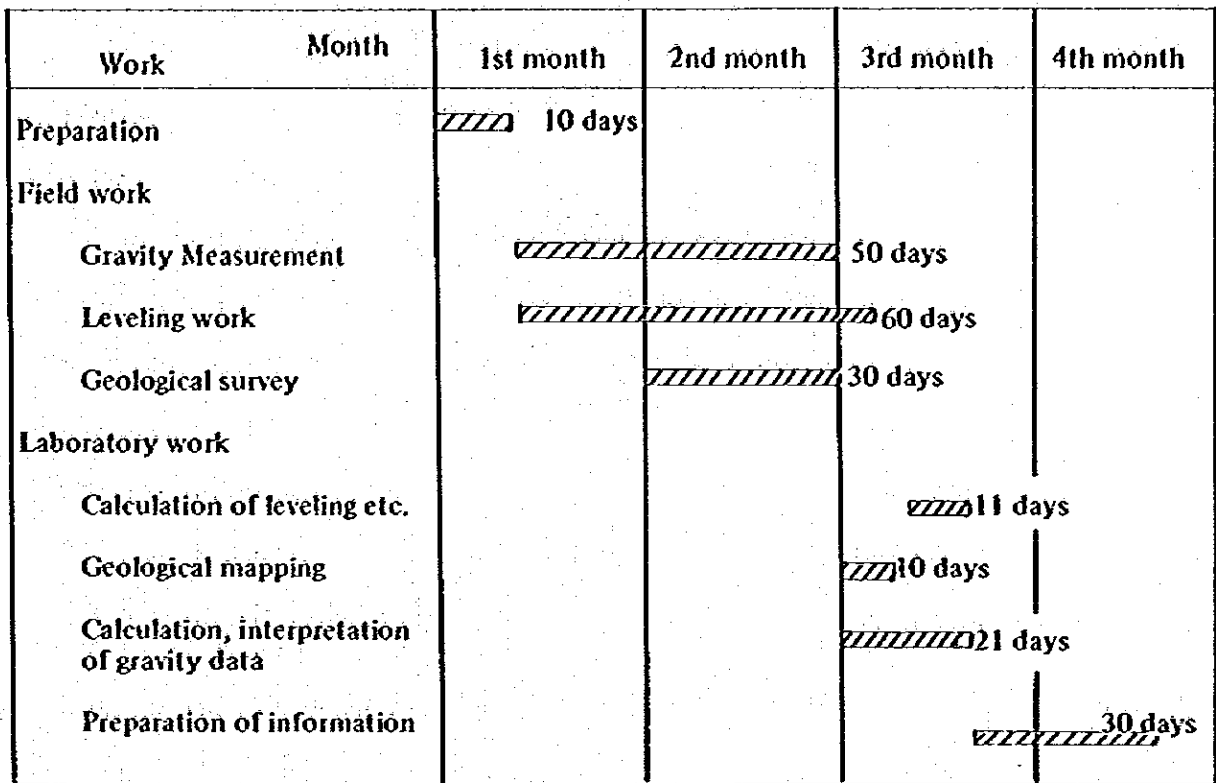 Month
Work
1st month
2nd month
3rd month
4th month
Preparation
10 days
Field work
Gravity Measurement
50 days
Leveling work
60 days
Geological survey
30 days
Laboratory work
Calculation of leveling etc.
11 days
Geological mapping
10 days
Calculation, interpretation
of gravity data
21 days
Preparation of information
30 days